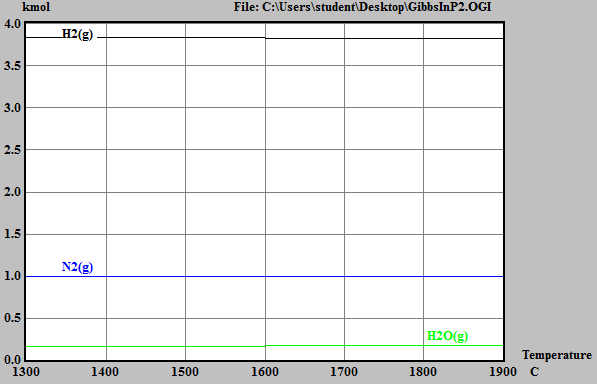 kmol File: C:\Users\student\Desktop\GibbsInP2.OGI
4.0
H2(g)
3.5
3.0
2.5
2.0
1.5
N2(g)
1.0
0.5
H2O(g)
0.0
Temperature
1300 1400 1500 1600 1700 1800 1900 C